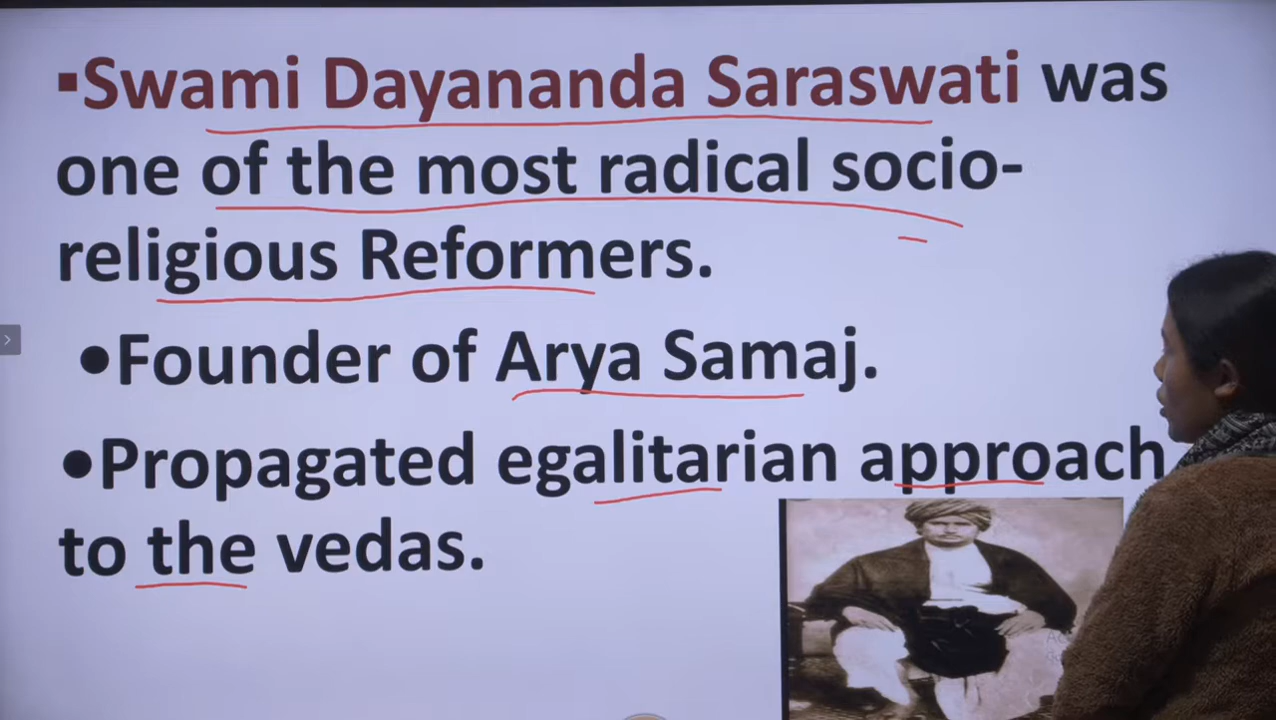 ▪Swami Dayananda Saraswati was
one of the most radical socio-
religious Reformers.
•Founder of Arya Samaj.
•Propagated egalitarian approach
to the vedas.